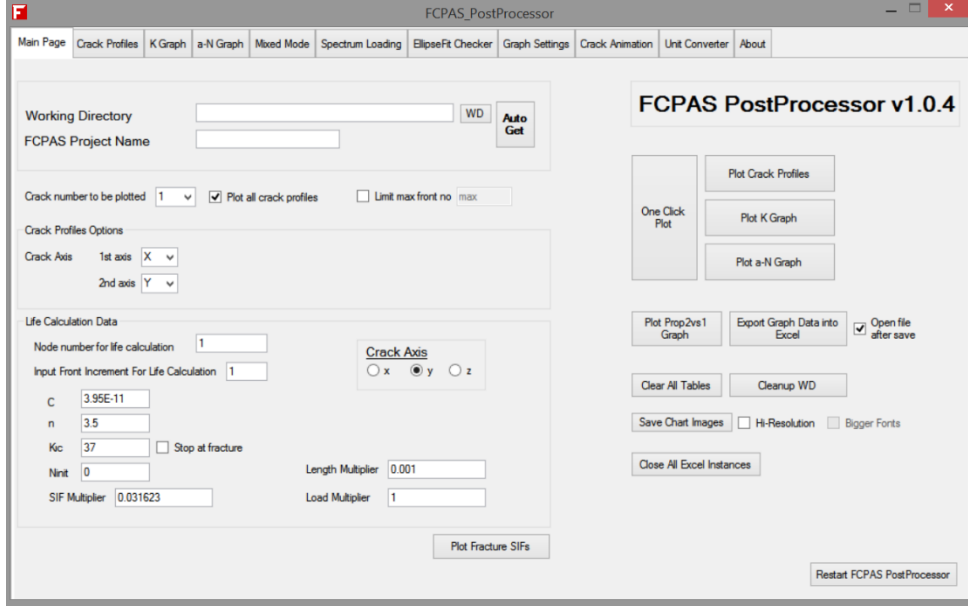 FCPAS_PostProcessor
Main Page Crack Profiles K Graph a-N Graph Mixed Mode Spectrum Loading EllipseFit Checker Graph Settings Crack Animation Unit Converter About
Working Directory WD
Auto Get
FCPAS Project Name
FCPAS PostProcessor v1.0.4
Crack number to be plotted 1 Plot all crack profiles Limit max front no max
Crack Profiles Options
Crack Axis 1st axis X
2nd axis Y
One Click Plot
Plot Crack Profiles
Plot K Graph
Plot a-N Graph
Life Calculation Data
Node number for life calculation 1
Input Front Increment For Life Calculation 1
Crack Axis
x y z
C 3.95E-11
n 3.5
Kic 37 Stop at fracture
Ninit 0
Length Multiplier 0.001
SIF Multiplier 0.031623
Load Multiplier 1
Plot Fracture SIFs
Plot Prop2vs1 Graph
Export Graph Data into Excel
Open file after save
Clear All Tables Cleanup WD
Save Chart Images Hi-Resolution Bigger Fonts
Close All Excel Instances
Restart FCPAS PostProcessor